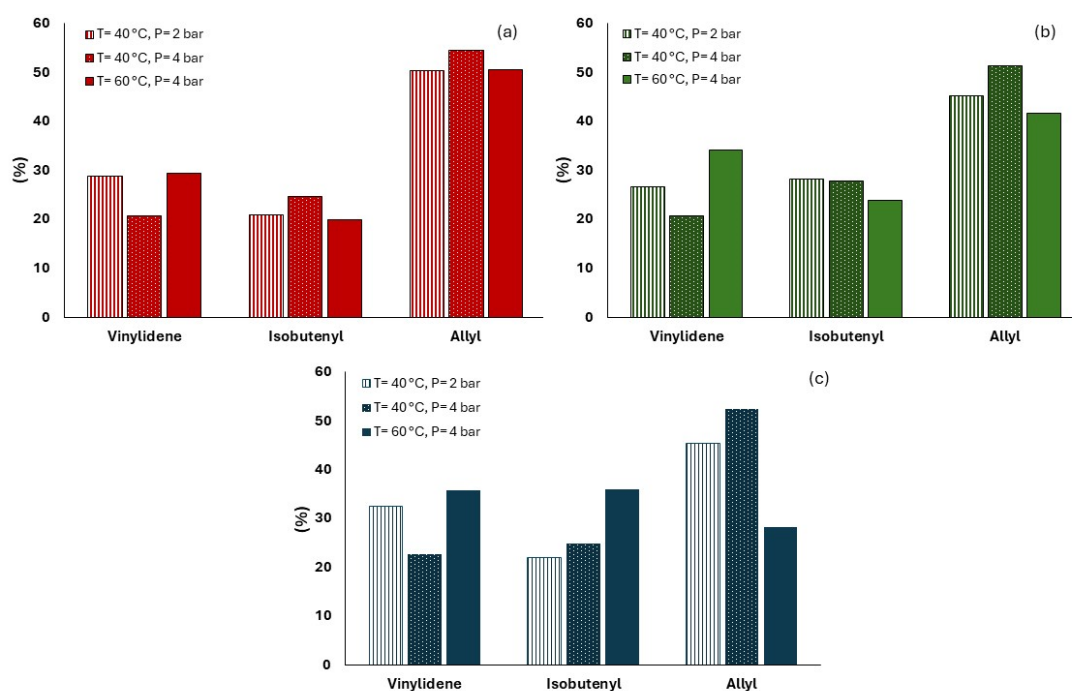 (a)
T= 40 °C, P= 2 bar
T= 40 °C, P= 4 bar
T= 60 °C, P= 4 bar
(%)
60
50
40
30
20
10
0
Vinylidene Isobutenyl Allyl
(b)
T= 40 °C, P= 2 bar
T= 40 °C, P= 4 bar
T= 60 °C, P= 4 bar
(%)
60
50
40
30
20
10
0
Vinylidene Isobutenyl Allyl
(c)
T= 40 °C, P= 2 bar
T= 40 °C, P= 4 bar
T= 60 °C, P= 4 bar
(%)
60
50
40
30
20
10
0
Vinylidene Isobutenyl Allyl